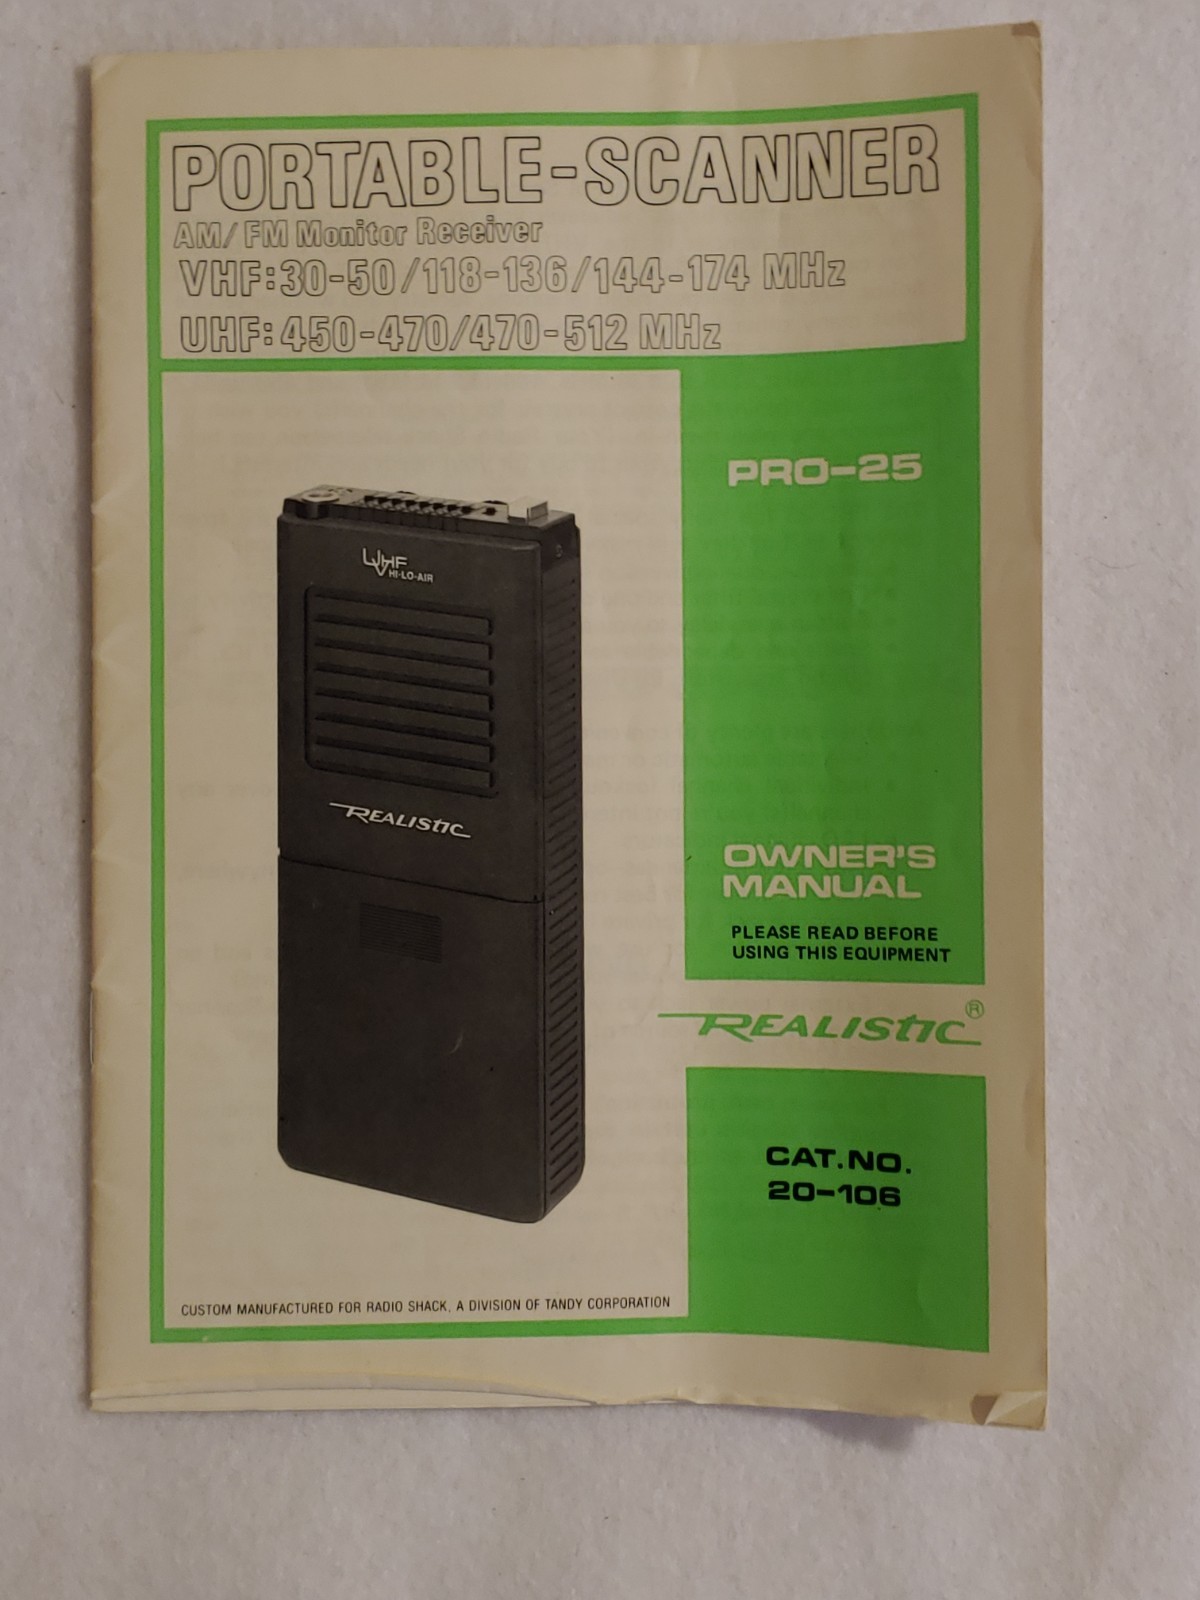 PORTABLE-SCANNER
AM/FM Monitor Receiver
VHF:30-50/118-136/144-174 MHz
UHF:450-470/470-512 MHz
PRO-25
UVHF
HI-LO-AIR
REALISTIC
OWNER'S
MANUAL
PLEASE READ BEFORE
USING THIS EQUIPMENT
REALISTIC®
CAT.NO.
20-106
CUSTOM MANUFACTURED FOR RADIO SHACK, A DIVISION OF TANDY CORPORATION